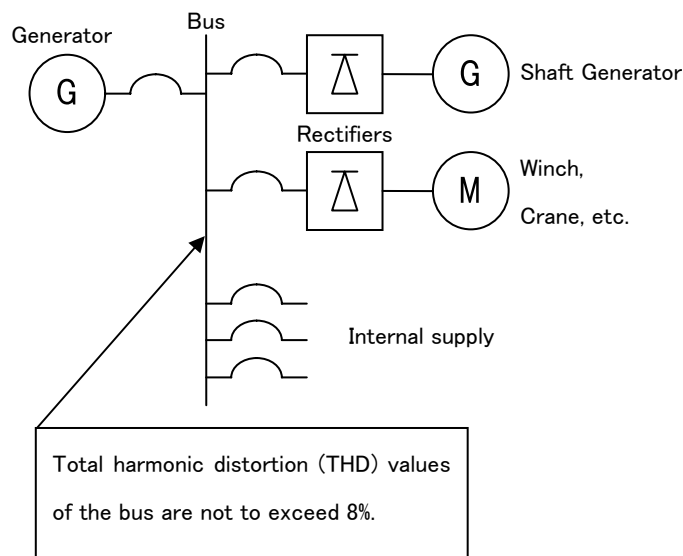 Bus
Generator
G
G
Shaft Generator
Rectifiers
M
Winch,
Crane, etc.
Internal supply
Total harmonic distortion (THD) values
of the bus are not to exceed 8%.